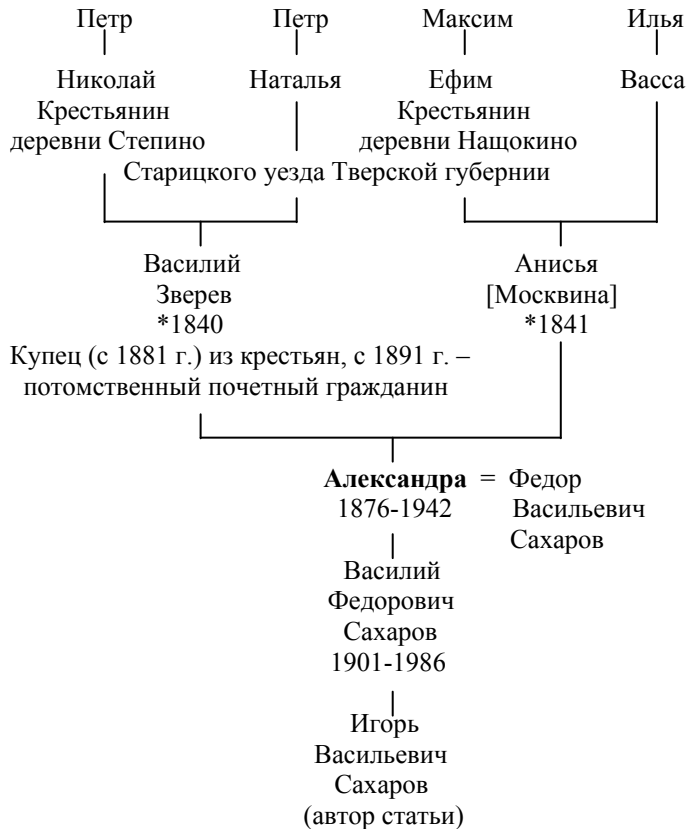 Петр Петр Максим Илья
Николай Наталья Ефим Васса
Крестьянин Крестьянин
деревни Степино деревни Нащокино
Старицкого уезда Тверской губернии
Василий Анисья
Зверев [Москвина]
*1840 *1841
Купец (с 1881 г.) из крестьян, с 1891 г. –
потомственный почетный гражданин
Александра = Федор
1876-1942 Васильевич
Сахаров
Василий
Федорович
Сахаров
1901-1986
Игорь
Васильевич
Сахаров
(автор статьи)